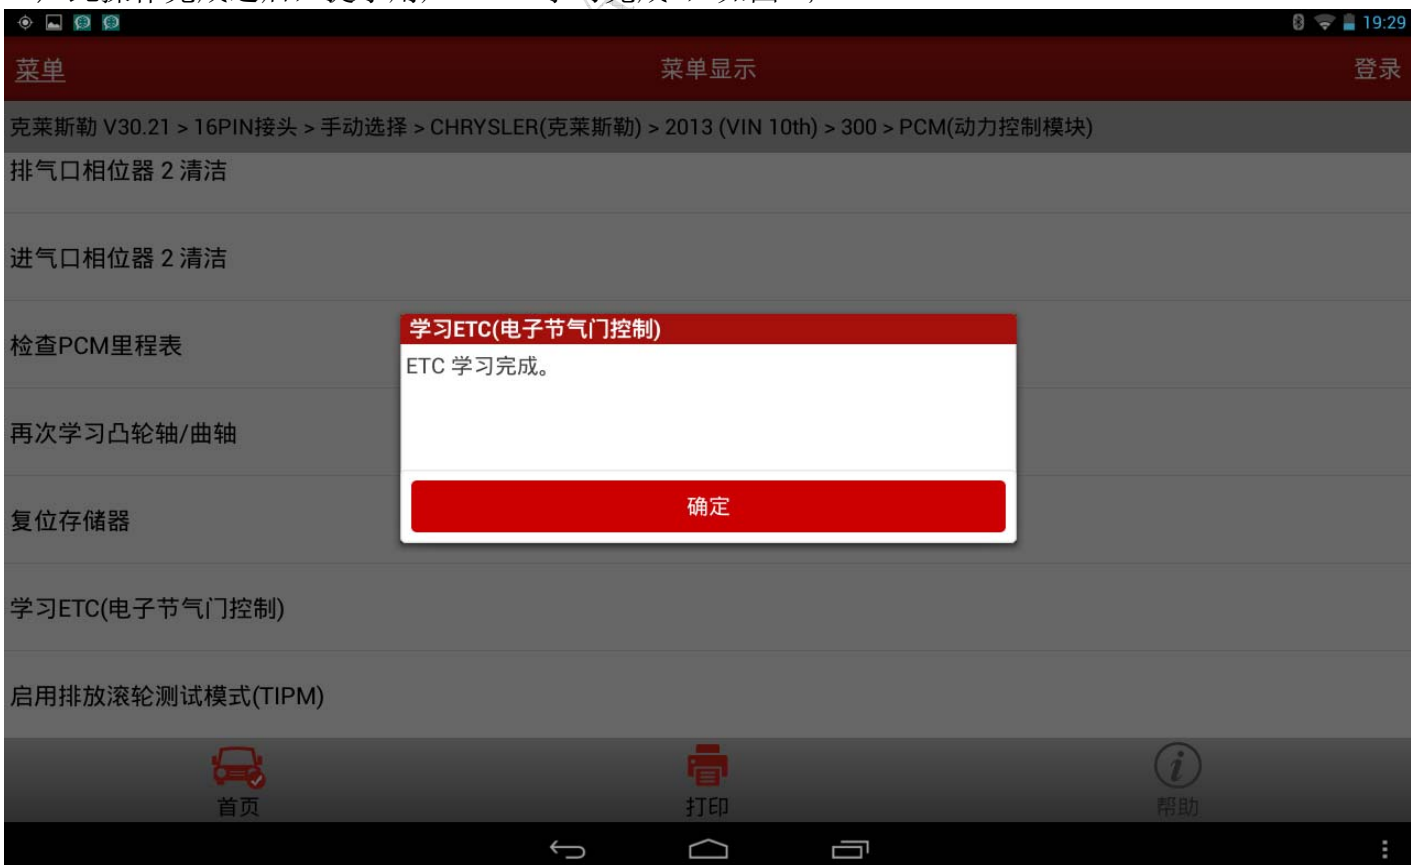 19:29
菜单 菜单显示 登录
克莱斯勒 V30.21 > 16PIN接头 > 手动选择 > CHRYSLER(克莱斯勒) > 2013 (VIN 10th) > 300 > PCM(动力控制模块)
排气口相位器 2 清洁
进气口相位器 2 清洁
检查PCM里程表
再次学习凸轮轴/曲轴
复位存储器
学习ETC(电子节气门控制)
启用排放滚轮测试模式(TIPM)
学习ETC(电子节气门控制)
ETC 学习完成。
确定
首页 打印 帮助